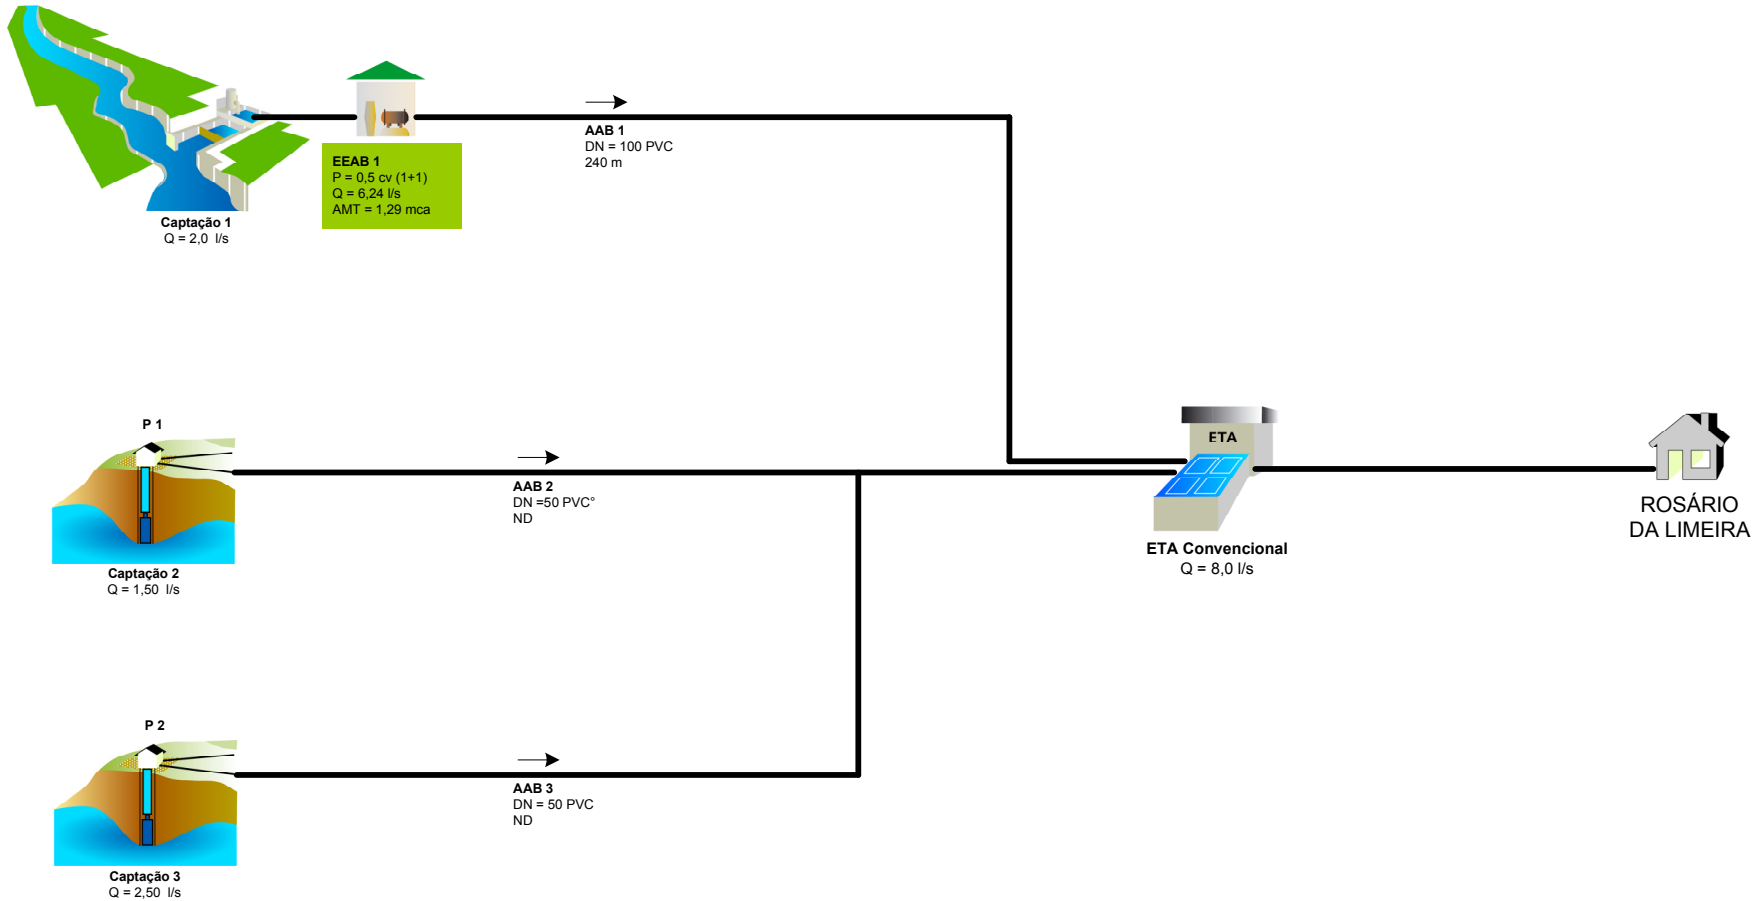 AAB 1
DN = 100 PVC
240 m
EEAB 1
P = 0,5 cv (1+1)
Q = 6,24 l/s
AMT = 1,29 mca
Captação 1
Q = 2,0 l/s
P 1
AAB 2
DN =50 PVC°
ND
Captação 2
Q = 1,50 l/s
ETA
ETA Convencional
Q = 8,0 l/s
ROSÁRIO
DA LIMEIRA
P 2
AAB 3
DN = 50 PVC
ND
Captação 3
Q = 2,50 l/s